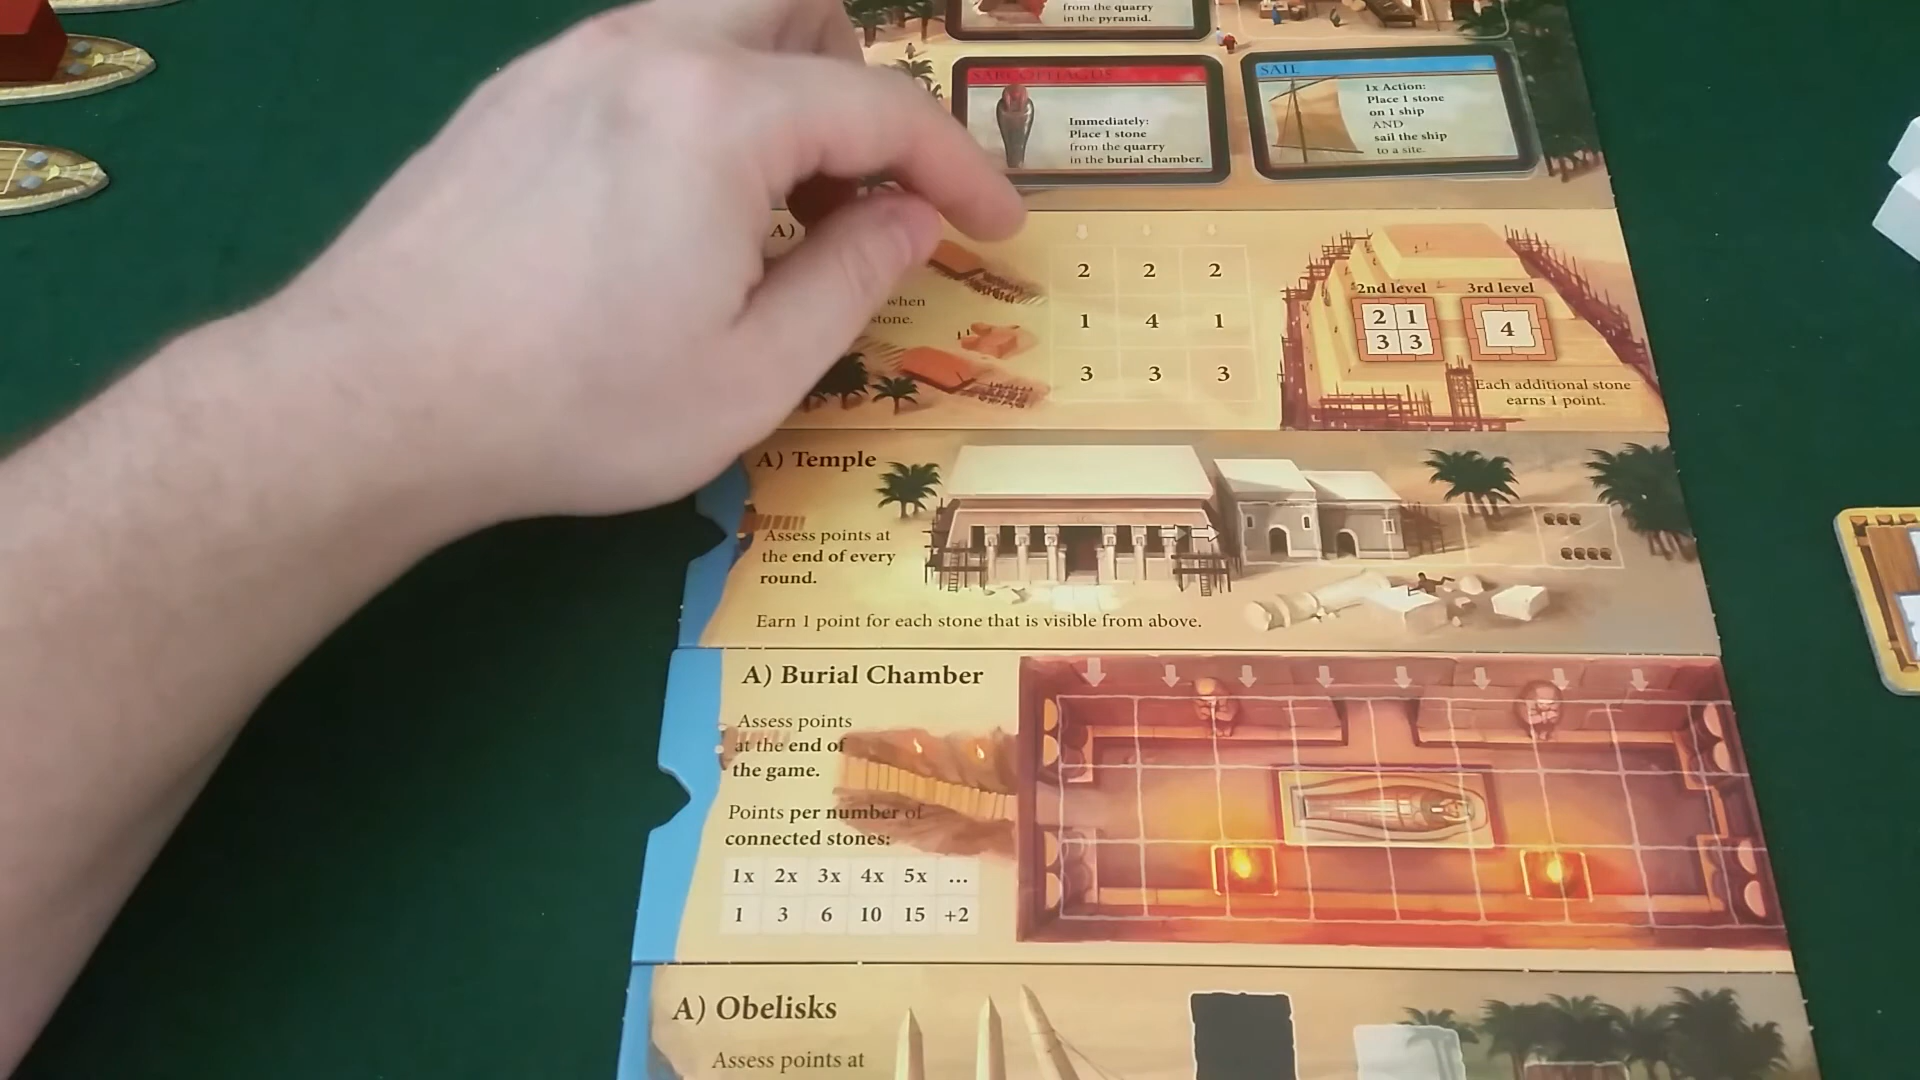 from the quarry
in the pyramid.
SARCOPHAGUS
Immediately:
Place 1 stone
from the quarry
in the burial chamber.
SAIL
1x Action:
Place 1 stone
on 1 ship
AND
sail the ship
to a site.
A)
when
stone.
2 2 2
1 4 1
3 3 3
2nd level 3rd level
2 1
3 3
4
Each additional stone
earns 1 point.
A) Temple
Assess points at
the end of every
round.
Earn 1 point for each stone that is visible from above.
A) Burial Chamber
Assess points
at the end of
the game.
Points per number of
connected stones:
1x 2x 3x 4x 5x ...
1 3 6 10 15 +2
A) Obelisks
Assess points at